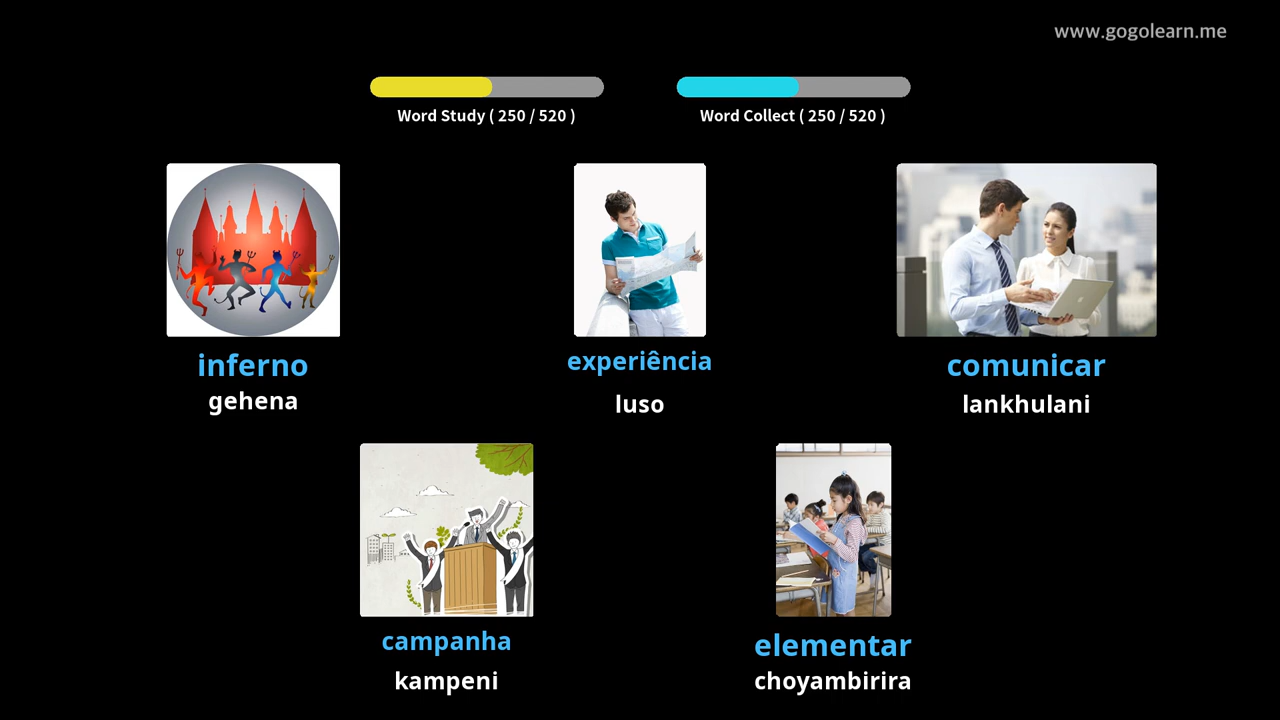 www.gogolearn.me
Word Study ( 250 / 520 )
Word Collect ( 250 / 520 )
inferno
gehena
experiência
luso
comunicar
lankhulani
campanha
kampeni
elementar
choyambirira